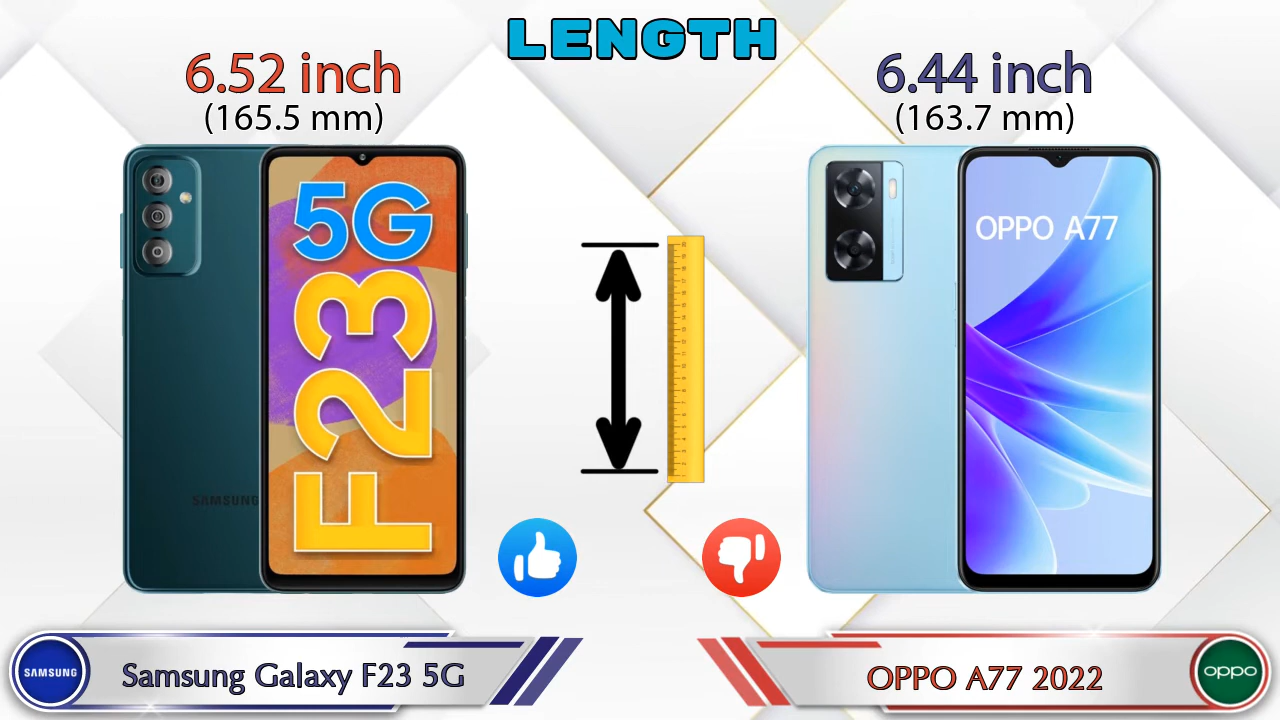 LENGTH
6.52 inch
(165.5 mm)
6.44 inch
(163.7 mm)
5G
F23
SAMSUNG
OPPO A77
SAMSUNG
Samsung Galaxy F23 5G
OPPO A77 2022
oppo